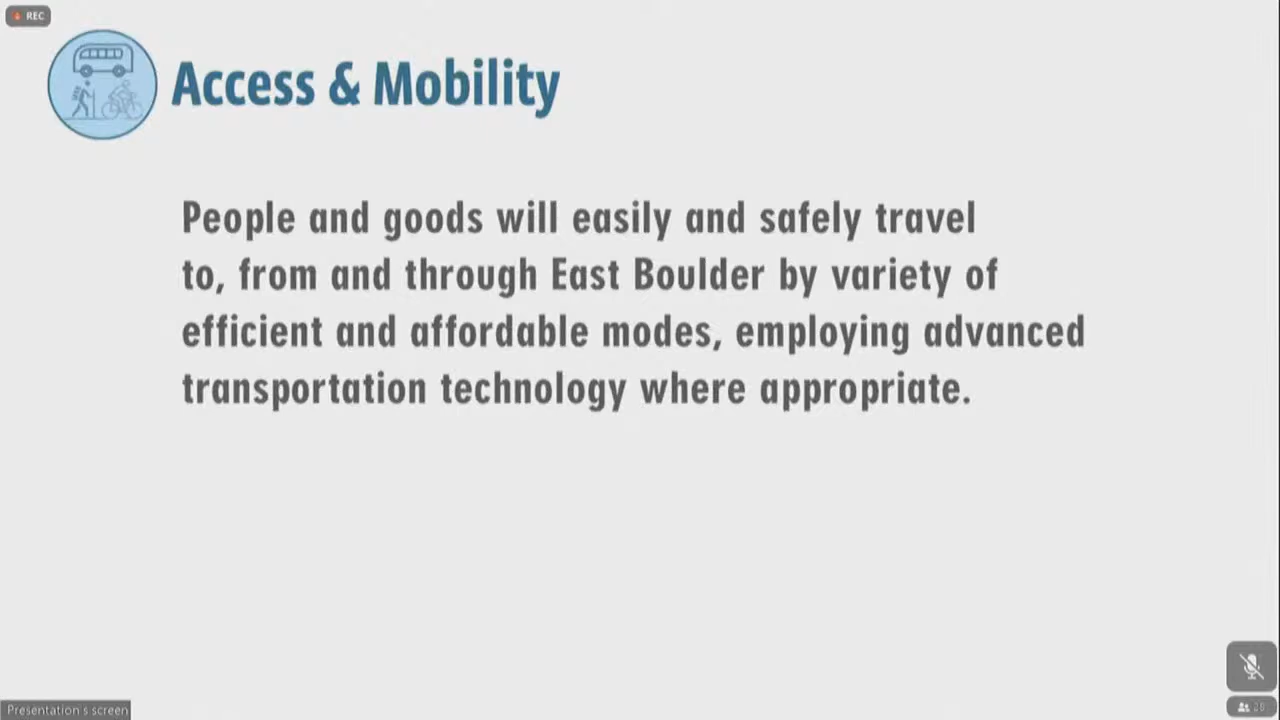 REC
Access & Mobility
People and goods will easily and safely travel
to, from and through East Boulder by variety of
efficient and affordable modes, employing advanced
transportation technology where appropriate.
Presentation's screen